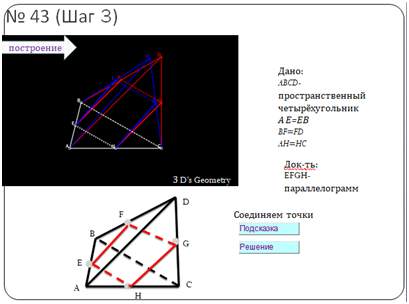 № 43 (Шаг 3)
построение
3 D's Geometry
Дано:
ABCD-
пространственный
четырёхугольник
AE=EB
BF=FD
AH=HC
Док-ть:
EFGH-
параллелограмм
Соединяем точки
Подсказка
Решение
D
F
B
G
E
A
C
H